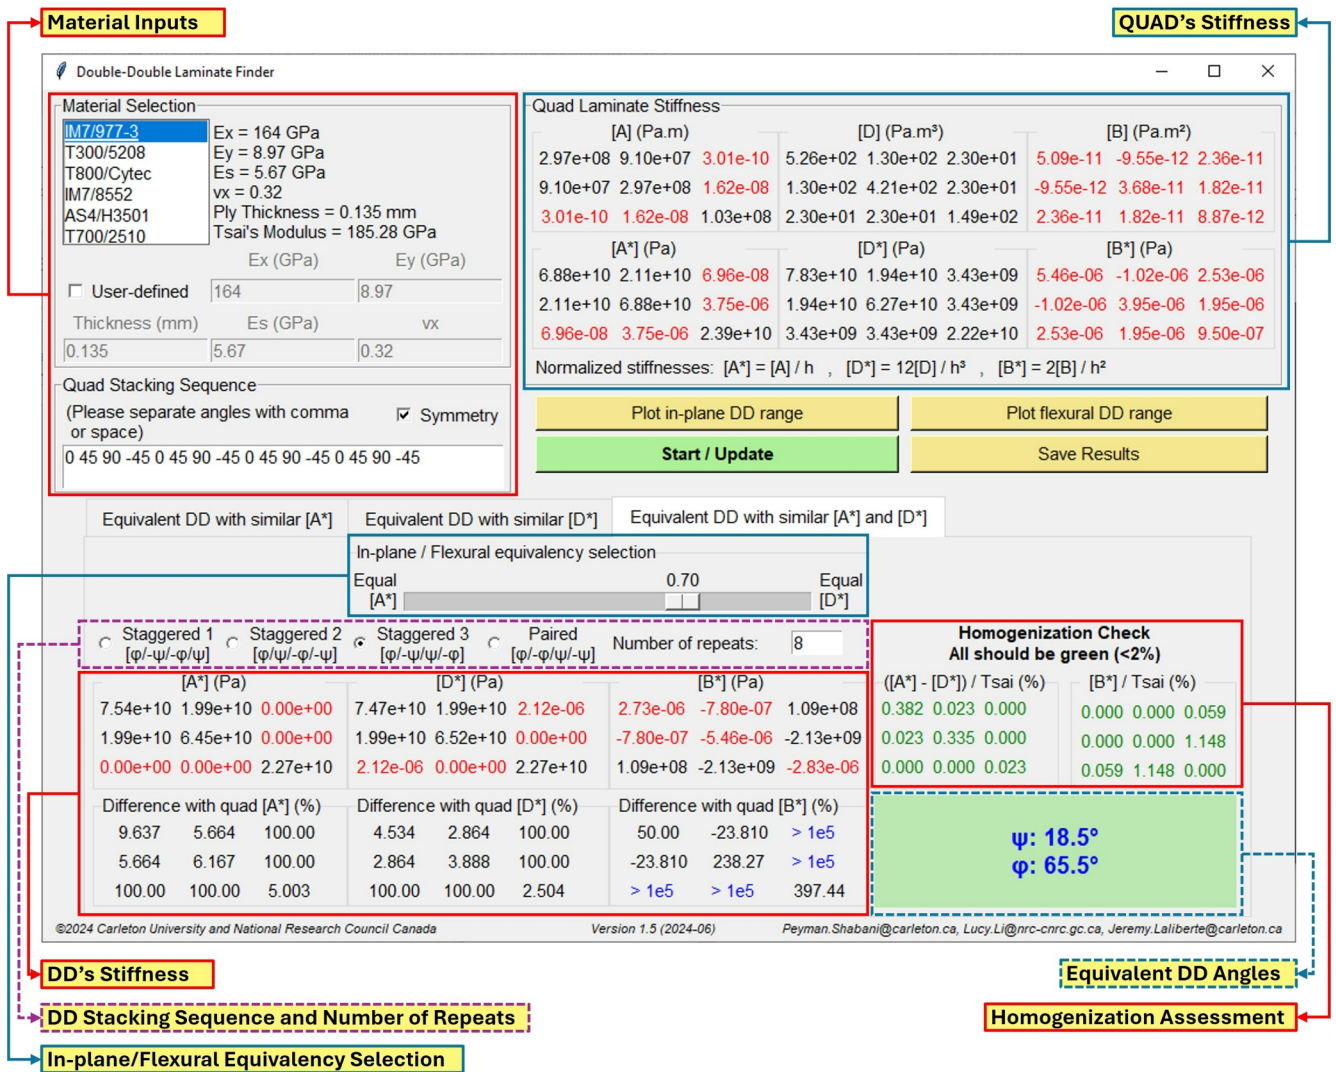 Material Inputs
QUAD's Stiffness
Double-Double Laminate Finder
Material Selection
IM7/977-3
T300/5208
T800/Cytec
IM7/8552
AS4/H3501
T700/2510
Ex = 164 GPa
Ey = 8.97 GPa
Es = 5.67 GPa
vx = 0.32
Ply Thickness = 0.135 mm
Tsai's Modulus = 185.28 GPa
Ex (GPa) Ey (GPa)
User-defined 164 8.97
Thickness (mm) Es (GPa) vx
0.135 5.67 0.32
Quad Stacking Sequence
(Please separate angles with comma
or space)
Symmetry
0 45 90 -45 0 45 90 -45 0 45 90 -45 0 45 90 -45
Quad Laminate Stiffness
[A] (Pa.m) [D] (Pa.m³) [B] (Pa.m²)
2.97e+08 9.10e+07 3.01e-10 5.26e+02 1.30e+02 2.30e+01 5.09e-11 -9.55e-12 2.36e-11
9.10e+07 2.97e+08 1.62e-08 1.30e+02 4.21e+02 2.30e+01 -9.55e-12 3.68e-11 1.82e-11
3.01e-10 1.62e-08 1.03e+08 2.30e+01 2.30e+01 1.49e+02 2.36e-11 1.82e-11 8.87e-12
[A*] (Pa) [D*] (Pa) [B*] (Pa)
6.88e+10 2.11e+10 6.96e-08 7.83e+10 1.94e+10 3.43e+09 5.46e-06 -1.02e-06 2.53e-06
2.11e+10 6.88e+10 3.75e-06 1.94e+10 6.27e+10 3.43e+09 -1.02e-06 3.95e-06 1.95e-06
6.96e-08 3.75e-06 2.39e+10 3.43e+09 3.43e+09 2.22e+10 2.53e-06 1.95e-06 9.50e-07
Normalized stiffnesses: [A*] = [A] / h , [D*] = 12[D] / h³ , [B*] = 2[B] / h²
Plot in-plane DD range
Plot flexural DD range
Start / Update
Save Results
Equivalent DD with similar [A*]
Equivalent DD with similar [D*]
Equivalent DD with similar [A*] and [D*]
In-plane / Flexural equivalency selection
Equal 0.70 Equal
[A*] [D*]
Staggered 1 Staggered 2 Staggered 3 Paired Number of repeats: 8
[φ/-ψ/-φ/ψ] [φ/ψ/-φ/-ψ] [φ/-ψ/ψ/-φ] [φ/-φ/ψ/-ψ]
[A*] (Pa) [D*] (Pa) [B*] (Pa)
7.54e+10 1.99e+10 0.00e+00 7.47e+10 1.99e+10 2.12e-06 2.73e-06 -7.80e-07 1.09e+08
1.99e+10 6.45e+10 0.00e+00 1.99e+10 6.52e+10 0.00e+00 -7.80e-07 -5.46e-06 -2.13e+09
0.00e+00 0.00e+00 2.27e+10 2.12e-06 0.00e+00 2.27e+10 1.09e+08 -2.13e+09 -2.83e-06
Difference with quad [A*] (%) Difference with quad [D*] (%) Difference with quad [B*] (%)
9.637 5.664 100.00 4.534 2.864 100.00 50.00 -23.810 > 1e5
5.664 6.167 100.00 2.864 3.888 100.00 -23.810 238.27 > 1e5
100.00 100.00 5.003 100.00 100.00 2.504 > 1e5 > 1e5 397.44
Homogenization Check
All should be green (<2%)
([A*] - [D*]) / Tsai (%) [B*] / Tsai (%)
0.382 0.023 0.000 0.000 0.000 0.059
0.023 0.335 0.000 0.000 0.000 1.148
0.000 0.000 0.023 0.059 1.148 0.000
ψ: 18.5°
φ: 65.5°
©2024 Carleton University and National Research Council Canada
Version 1.5 (2024-06)
Peyman.Shabani@carleton.ca, Lucy.Li@nrc-cnrc.gc.ca, Jeremy.Laliberte@carleton.ca
DD's Stiffness
Equivalent DD Angles
DD Stacking Sequence and Number of Repeats
Homogenization Assessment
In-plane/Flexural Equivalency Selection